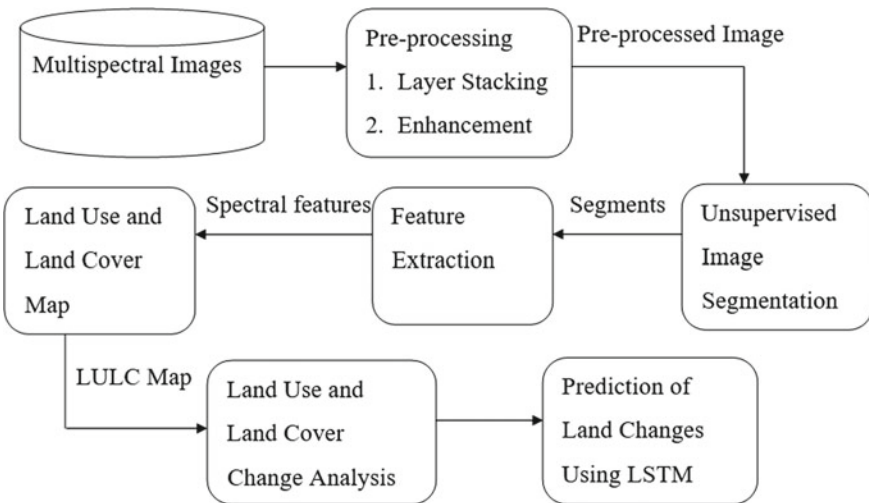 Multispectral Images
Pre-processing
1. Layer Stacking
2. Enhancement
Pre-processed Image
Unsupervised
Image
Segmentation
Segments
Feature
Extraction
Spectral features
Land Use and
Land Cover
Map
LULC Map
Land Use and
Land Cover
Change Analysis
Prediction of
Land Changes
Using LSTM